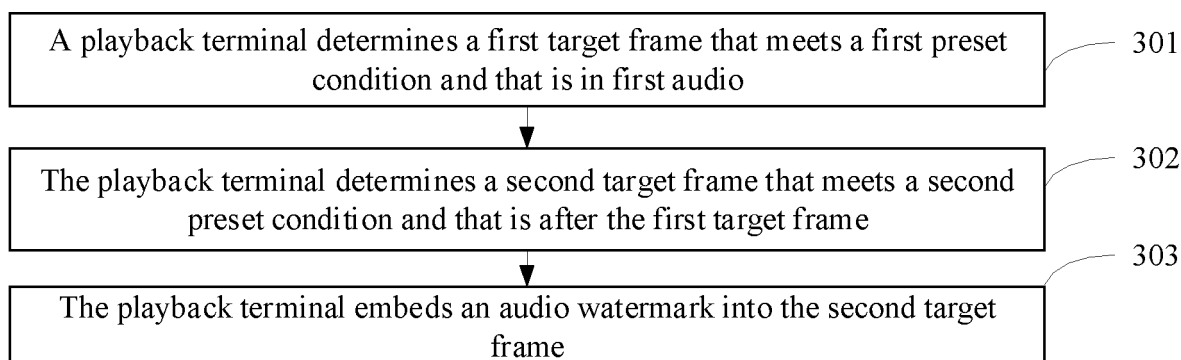 A playback terminal determines a first target frame that meets a first preset
condition and that is in first audio
301
The playback terminal determines a second target frame that meets a second
preset condition and that is after the first target frame
302
The playback terminal embeds an audio watermark into the second target
frame
303